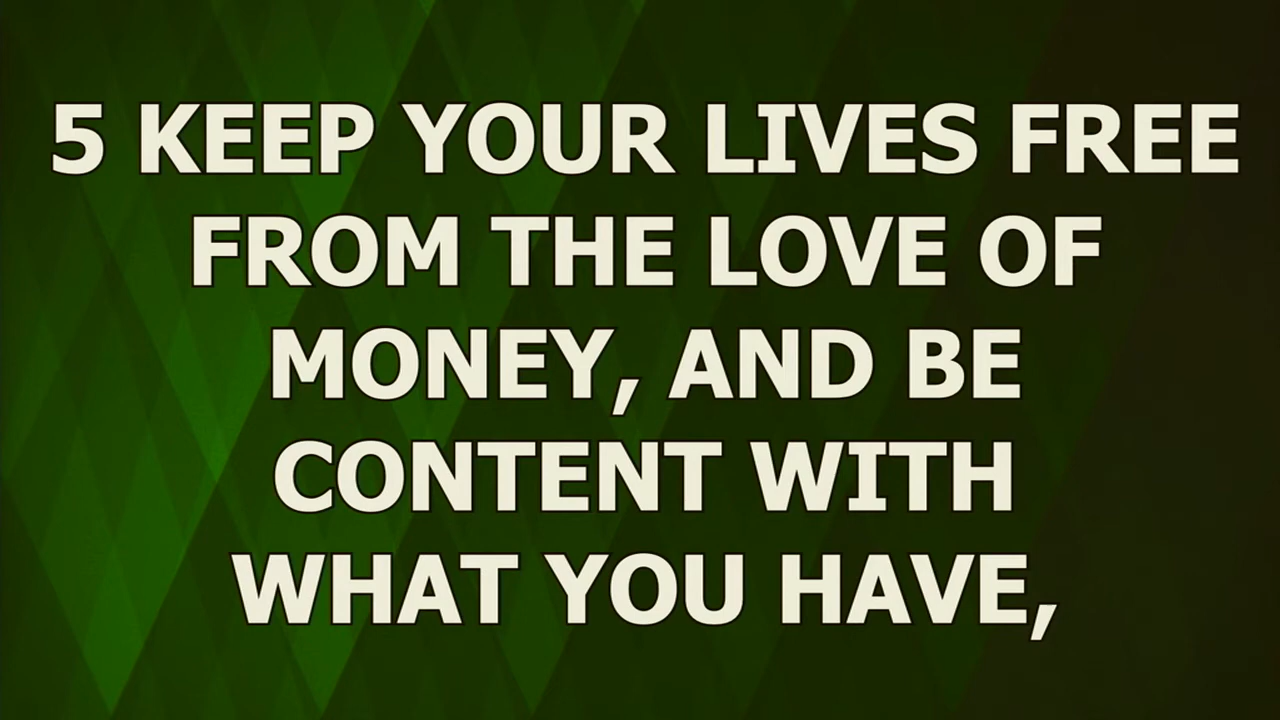 5 KEEP YOUR LIVES FREE
FROM THE LOVE OF
MONEY, AND BE
CONTENT WITH
WHAT YOU HAVE,